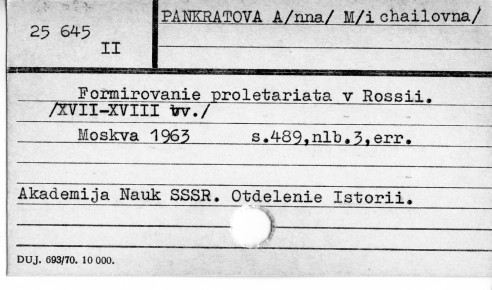 25 645
II
PANKRATOVA A/nna/ M/i chailovna/
Formirovanie proletariata v Rossii.
/XVII-XVIII vv./
Moskva 1963 s.489,nlb.3,err.
Akademija Nauk SSSR. Otdelenie Istorii.
DUJ. 693/70. 10 000.